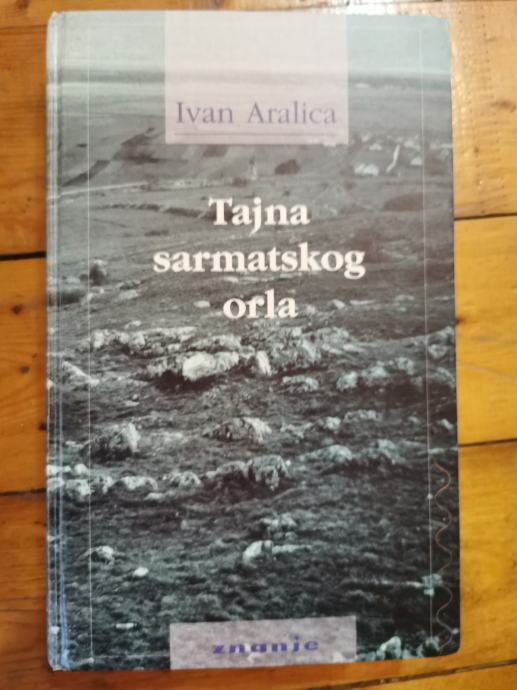 Ivan Aralica
Tajna
sarmatskog
orla
znanje